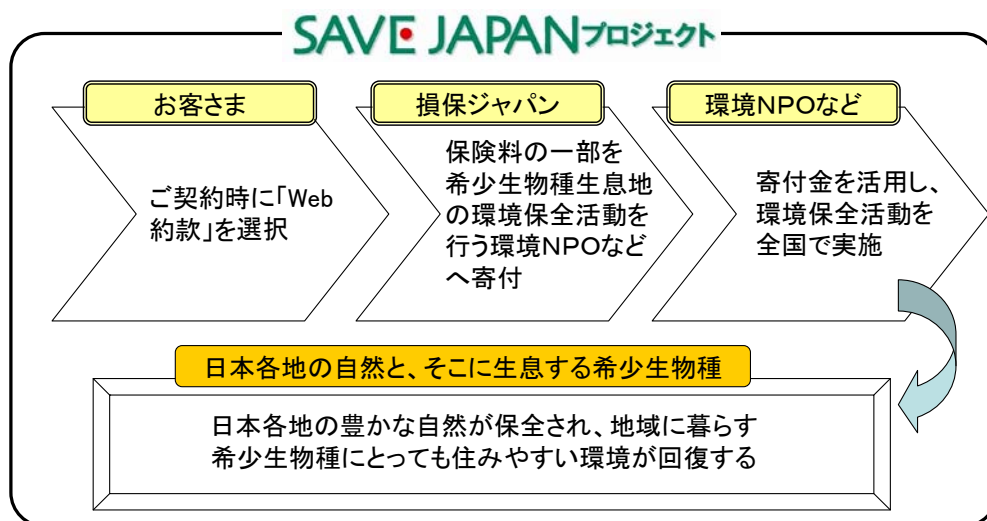 SAVE JAPANプロジェクト
お客さま
ご契約時に「Web
約款」を選択
損保ジャパン
保険料の一部を
希少生物種生息地
の環境保全活動を
行う環境NPOなど
へ寄付
環境NPOなど
寄付金を活用し、
環境保全活動を
全国で実施
日本各地の自然と、そこに生息する希少生物種
日本各地の豊かな自然が保全され、地域に暮らす
希少生物種にとっても住みやすい環境が回復する